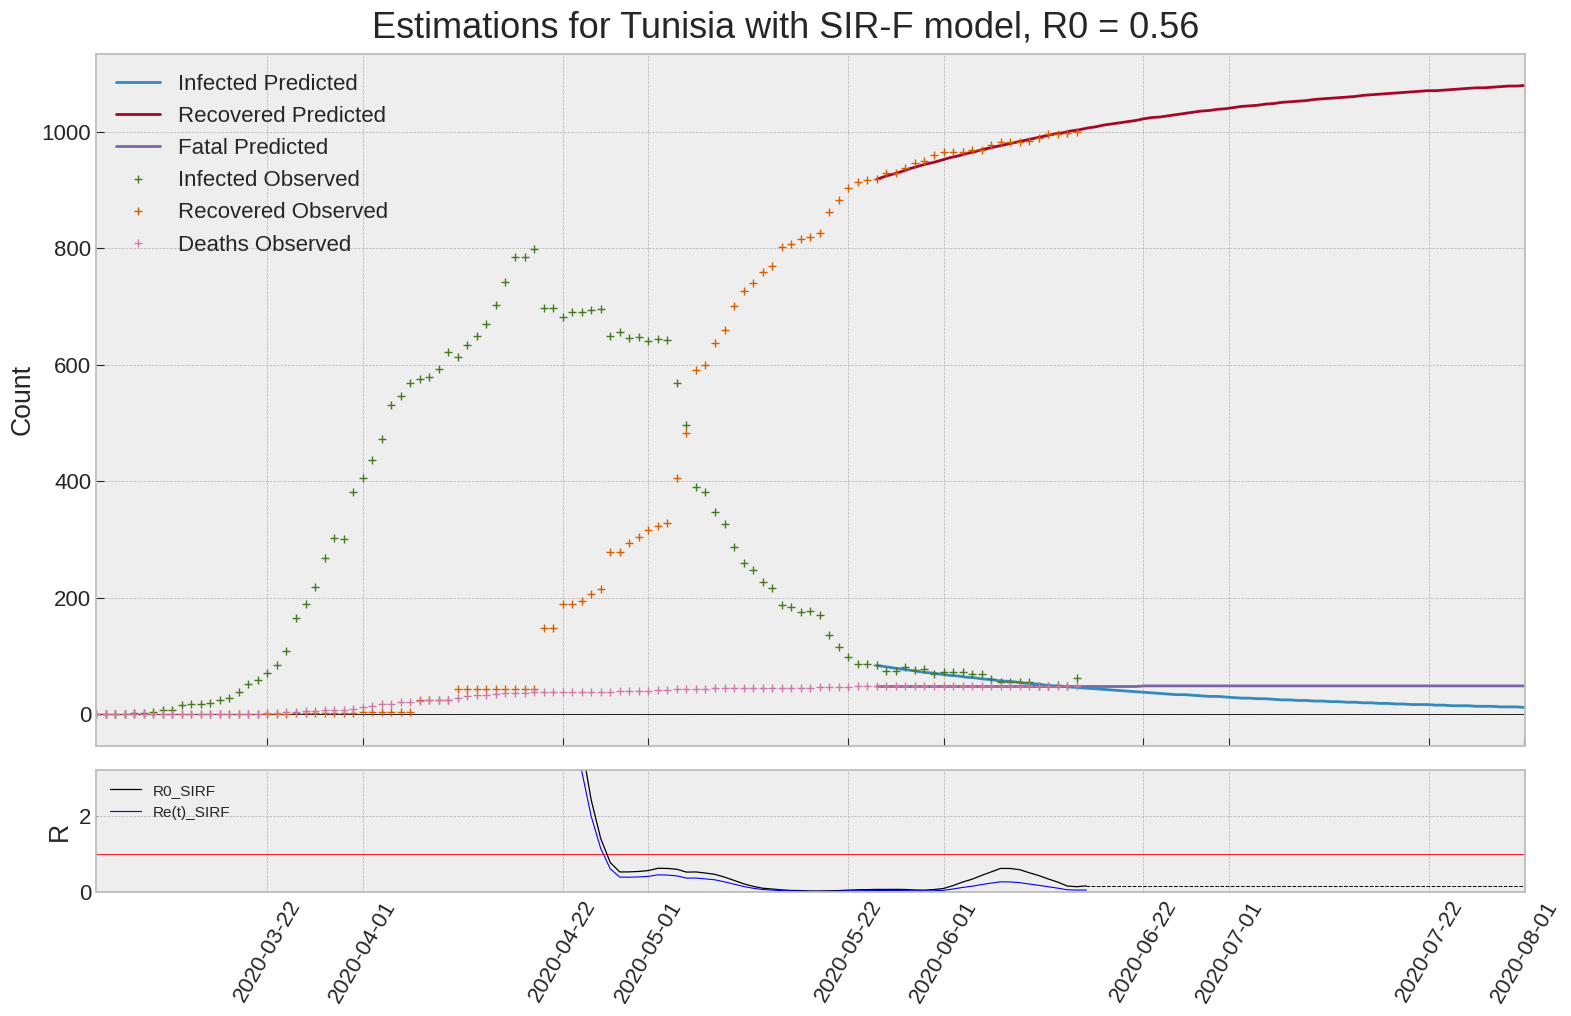 Estimations for Tunisia with SIR-F model, R0 = 0.56
Infected Predicted
Recovered Predicted
Fatal Predicted
Infected Observed
Recovered Observed
Deaths Observed
Count
1000
800
600
400
200
0
R0_SIRF
Re(t)_SIRF
R
2
0
2020-03-22
2020-04-01
2020-04-22
2020-05-01
2020-05-22
2020-06-01
2020-06-22
2020-07-01
2020-07-22
2020-08-01